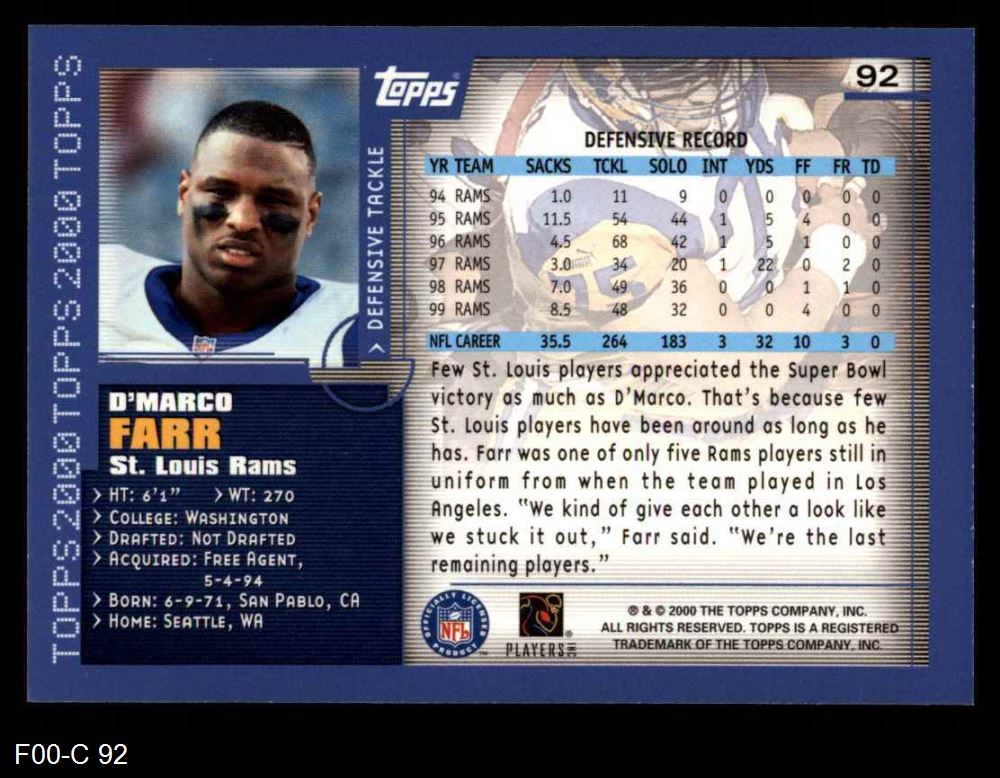 TOPPS2000TOPPS2000TOPPS2000TOPPS
TOPPS
92
> DEFENSIVE TACKLE
D'MARCO
FARR
St. Louis Rams
> HT: 6'1" > WT: 270
> COLLEGE: WASHINGTON
> DRAFTED: NOT DRAFTED
> ACQUIRED: FREE AGENT,
5-4-94
> BORN: 6-9-71, SAN PABLO, CA
> HOME: SEATTLE, WA
DEFENSIVE RECORD
YR TEAM SACKS TCKL SOLO INT YDS FF FR TD
94 RAMS 1.0 11 9 0 0 0 0 0
95 RAMS 11.5 54 44 1 5 4 0 0
96 RAMS 4.5 68 42 1 5 1 0 0
97 RAMS 3.0 34 20 1 22 0 2 0
98 RAMS 7.0 49 36 0 0 1 1 0
99 RAMS 8.5 48 32 0 0 4 0 0
NFL CAREER 35.5 264 183 3 32 10 3 0
Few St. Louis players appreciated the Super Bowl
victory as much as D'Marco. That's because few
St. Louis players have been around as long as he
has. Farr was one of only five Rams players still in
uniform from when the team played in Los
Angeles. "We kind of give each other a look like
we stuck it out," Farr said. "We're the last
remaining players."
OFFICIALLY LICENSED
NFL
PRODUCT
™
PLAYERS INC
®
® & © 2000 THE TOPPS COMPANY, INC.
ALL RIGHTS RESERVED. TOPPS IS A REGISTERED
TRADEMARK OF THE TOPPS COMPANY, INC.
F00-C 92